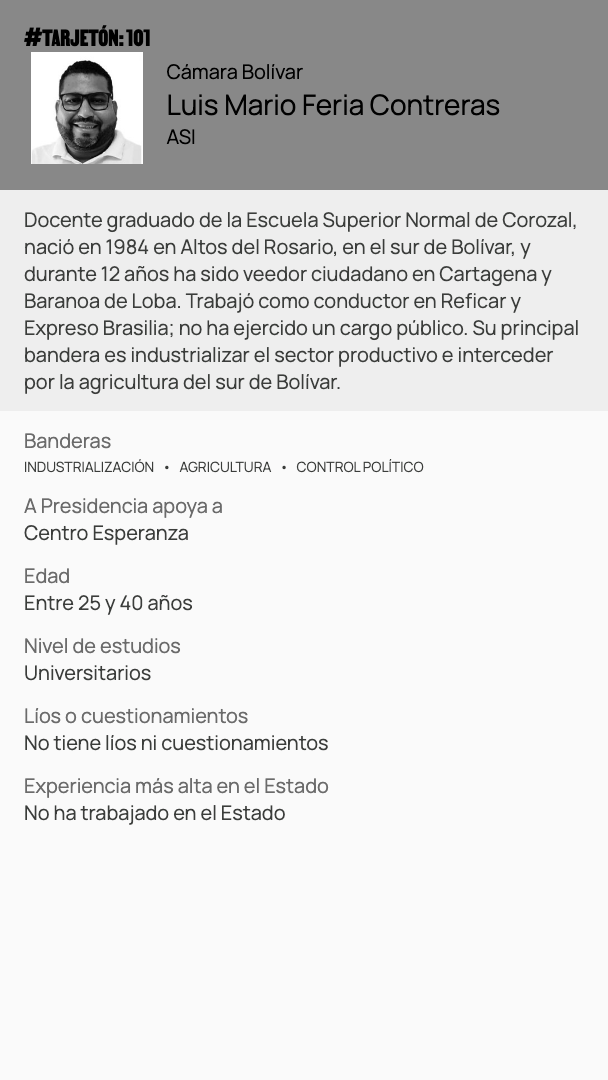 #TARJETÓN: 101
Cámara Bolívar
Luis Mario Feria Contreras
ASI
Docente graduado de la Escuela Superior Normal de Corozal,
nació en 1984 en Altos del Rosario, en el sur de Bolívar, y
durante 12 años ha sido veedor ciudadano en Cartagena y
Baranoa de Loba. Trabajó como conductor en Reficar y
Expreso Brasilia; no ha ejercido un cargo público. Su principal
bandera es industrializar el sector productivo e interceder
por la agricultura del sur de Bolívar.
Banderas
INDUSTRIALIZACIÓN • AGRICULTURA • CONTROL POLÍTICO
A Presidencia apoya a
Centro Esperanza
Edad
Entre 25 y 40 años
Nivel de estudios
Universitarios
Líos o cuestionamientos
No tiene líos ni cuestionamientos
Experiencia más alta en el Estado
No ha trabajado en el Estado